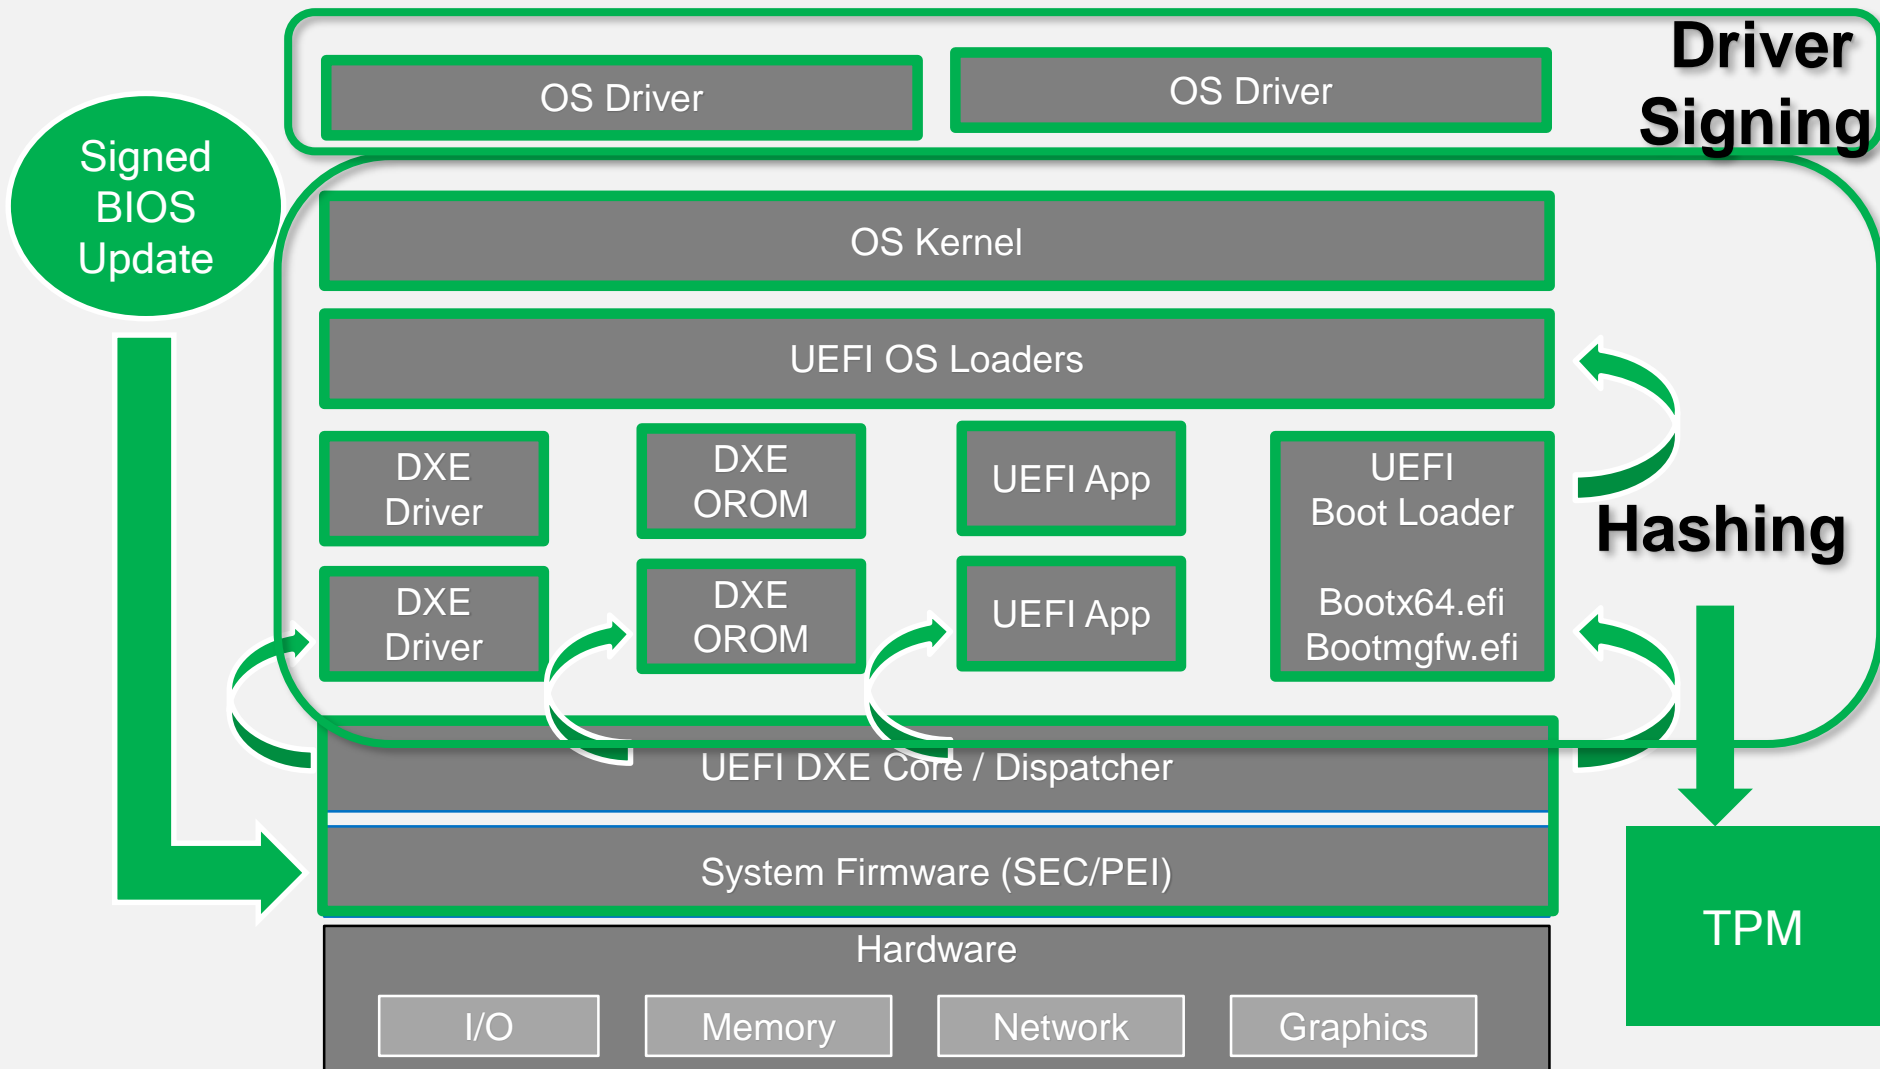 Driver
Signing
OS Driver
OS Driver
Signed
BIOS
Update
OS Kernel
UEFI OS Loaders
DXE
Driver
DXE
OROM
UEFI App
UEFI
Boot Loader
Bootx64.efi
Bootmgfw.efi
Hashing
DXE
Driver
DXE
OROM
UEFI App
UEFI DXE Core / Dispatcher
System Firmware (SEC/PEI)
TPM
Hardware
I/O
Memory
Network
Graphics